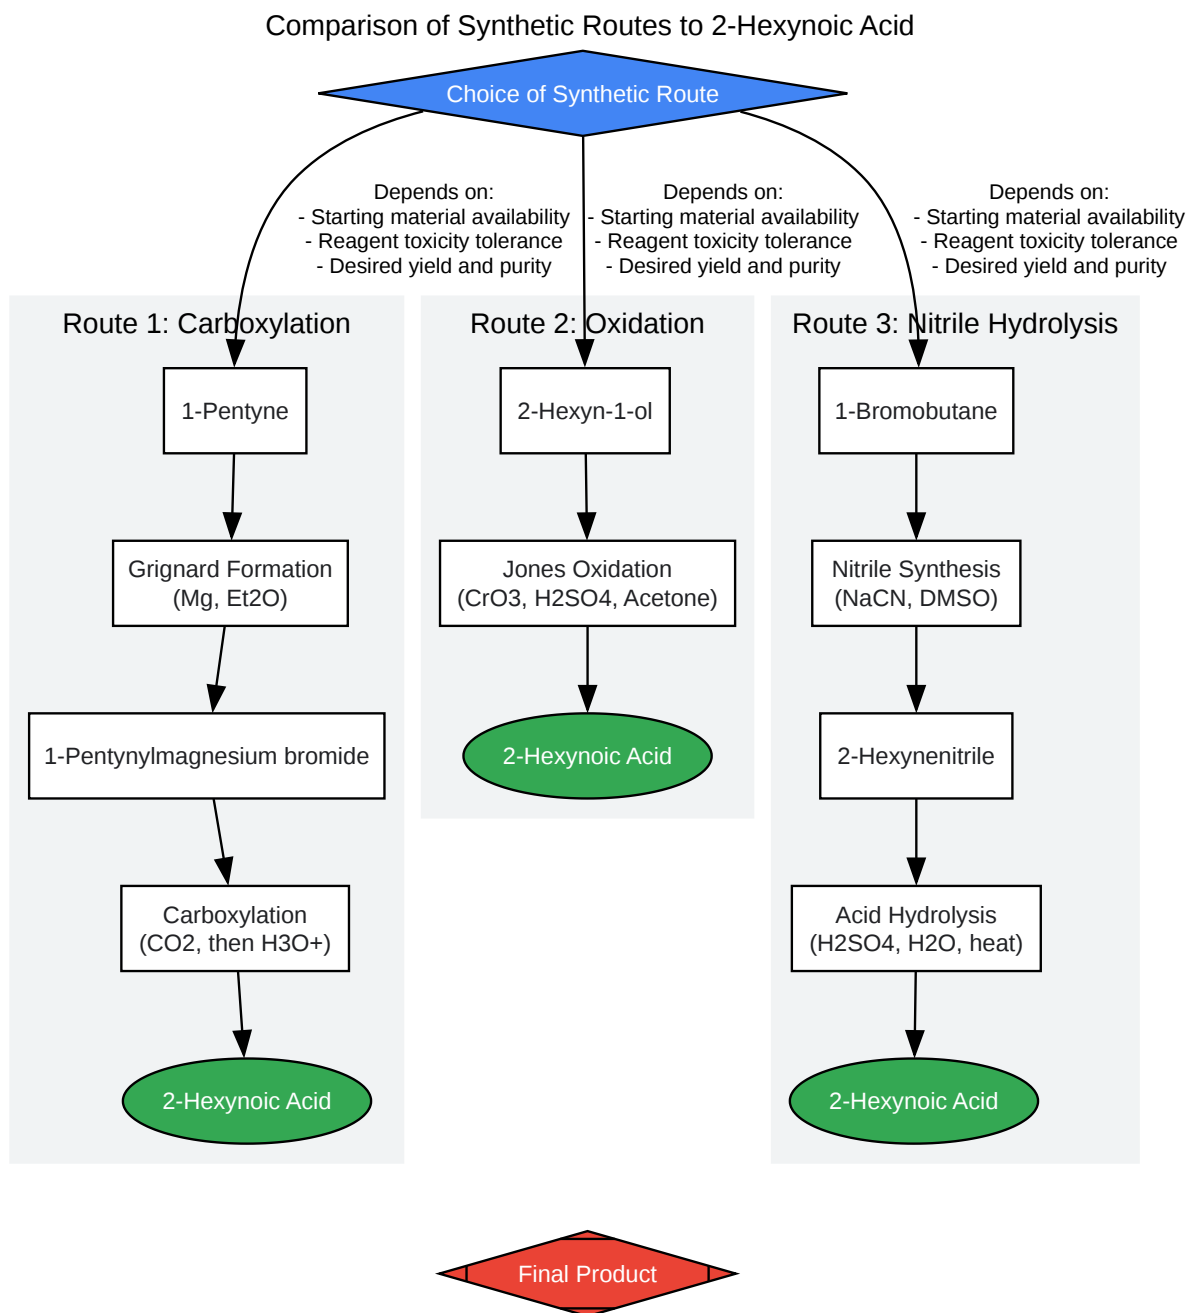 Comparison of Synthetic Routes to 2-Hexynoic Acid
Choice of Synthetic Route
Depends on:
- Starting material availability
- Reagent toxicity tolerance
- Desired yield and purity
Depends on:
- Starting material availability
- Reagent toxicity tolerance
- Desired yield and purity
Depends on:
- Starting material availability
- Reagent toxicity tolerance
- Desired yield and purity
Route 1: Carboxylation
1-Pentyne
Grignard Formation
(Mg, Et2O)
1-Pentynylmagnesium bromide
Carboxylation
(CO2, then H3O+)
2-Hexynoic Acid
Route 2: Oxidation
2-Hexyn-1-ol
Jones Oxidation
(CrO3, H2SO4, Acetone)
2-Hexynoic Acid
Route 3: Nitrile Hydrolysis
1-Bromobutane
Nitrile Synthesis
(NaCN, DMSO)
2-Hexynenitrile
Acid Hydrolysis
(H2SO4, H2O, heat)
2-Hexynoic Acid
Final Product